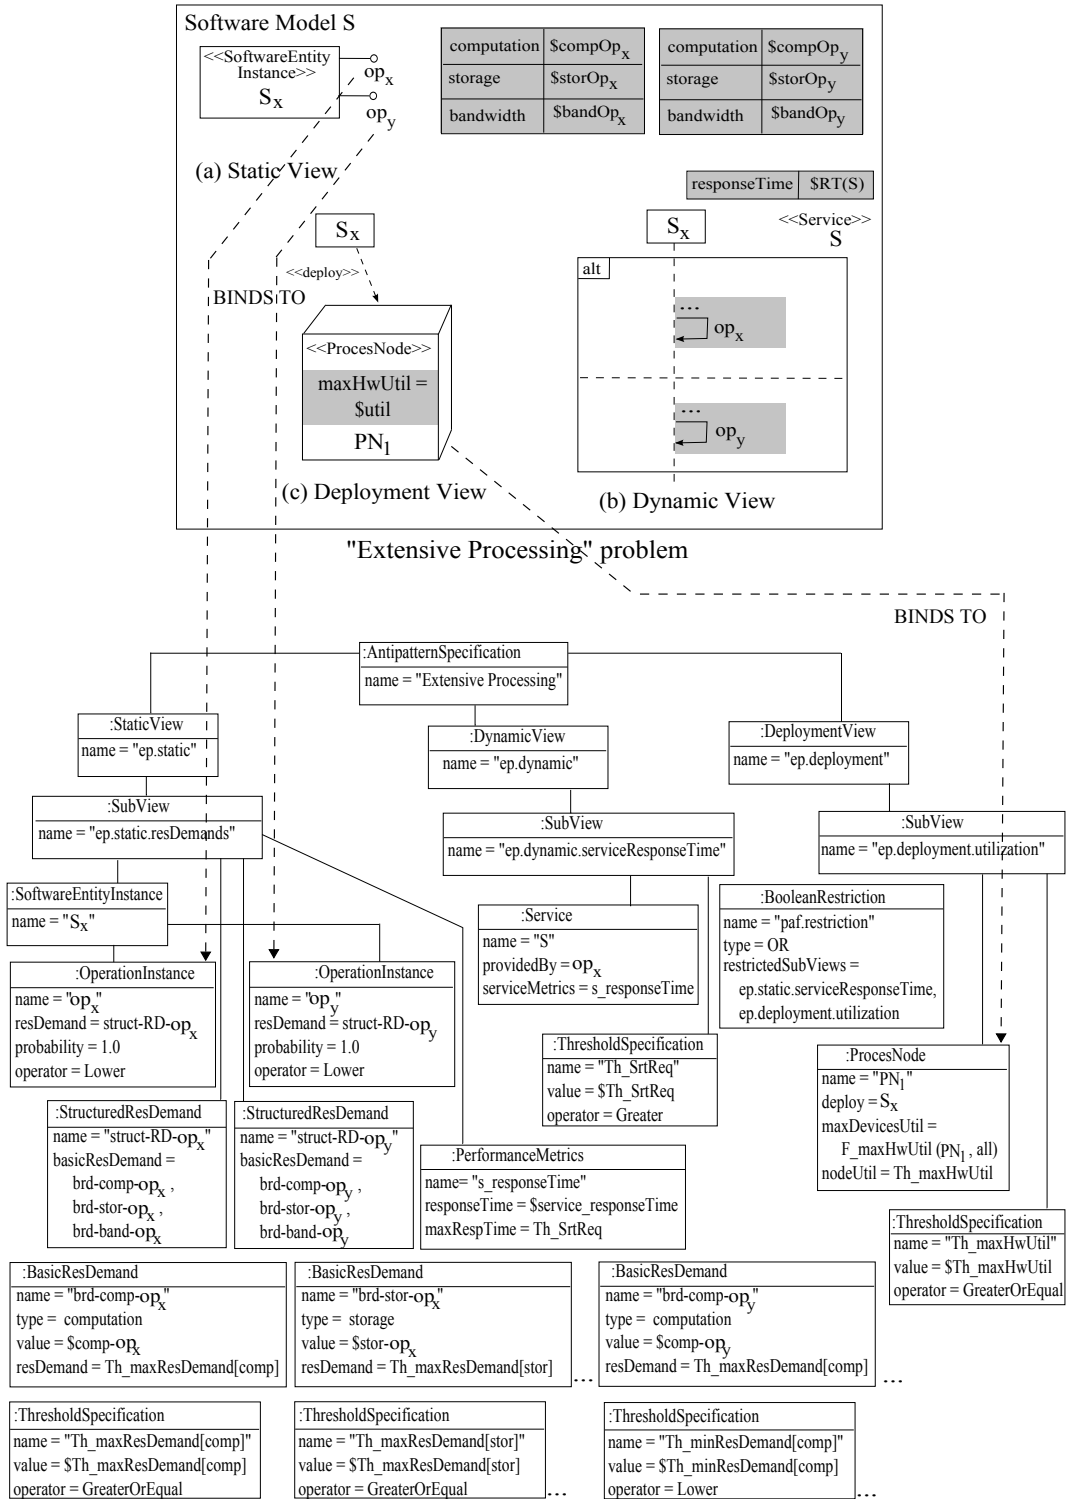 Software Model S
<<SoftwareEntity
Instance>>
Sx
opx
opy
computation $compOpx
storage $storOpx
bandwidth $bandOpx
computation $compOpy
storage $storOpy
bandwidth $bandOpy
(a) Static View
responseTime $RT(S)
<<Service>>
S
Sx
<<deploy>>
BINDS TO
<<ProcesNode>>
maxHwUtil =
$util
PN1
(c) Deployment View
Sx
alt
...
opx
...
opy
(b) Dynamic View
"Extensive Processing" problem
BINDS TO
:AntipatternSpecification
name = "Extensive Processing"
:StaticView
name = "ep.static"
:DynamicView
name = "ep.dynamic"
:DeploymentView
name = "ep.deployment"
:SubView
name = "ep.static.resDemands"
:SubView
name = "ep.dynamic.serviceResponseTime"
:SubView
name = "ep.deployment.utilization"
:SoftwareEntityInstance
name = "Sx"
:Service
name = "S"
providedBy = opx
serviceMetrics = s_responseTime
:BooleanRestriction
name = "paf.restriction"
type = OR
restrictedSubViews =
ep.static.serviceResponseTime,
ep.deployment.utilization
:OperationInstance
name = "opx"
resDemand = struct-RD-opx
probability = 1.0
operator = Lower
:OperationInstance
name = "opy"
resDemand = struct-RD-opy
probability = 1.0
operator = Lower
:ThresholdSpecification
name = "Th_SrtReq"
value = $Th_SrtReq
operator = Greater
:ProcesNode
name = "PN1"
deploy = Sx
maxDevicesUtil =
F_maxHwUtil (PN1 , all)
nodeUtil = Th_maxHwUtil
:StructuredResDemand
name = "struct-RD-opx"
basicResDemand =
brd-comp-opx ,
brd-stor-opx ,
brd-band-opx
:StructuredResDemand
name = "struct-RD-opy"
basicResDemand =
brd-comp-opy ,
brd-stor-opy ,
brd-band-opy
:PerformanceMetrics
name= "s_responseTime"
responseTime = $service_responseTime
maxRespTime = Th_SrtReq
:ThresholdSpecification
name = "Th_maxHwUtil"
value = $Th_maxHwUtil
operator = GreaterOrEqual
:BasicResDemand
name = "brd-comp-opx"
type = computation
value = $comp-opx
resDemand = Th_maxResDemand[comp]
:BasicResDemand
name = "brd-stor-opx"
type = storage
value = $stor-opx
resDemand = Th_maxResDemand[stor]
...
:BasicResDemand
name = "brd-comp-opy"
type = computation
value = $comp-opy
resDemand = Th_maxResDemand[comp]
...
:ThresholdSpecification
name = "Th_maxResDemand[comp]"
value = $Th_maxResDemand[comp]
operator = GreaterOrEqual
:ThresholdSpecification
name = "Th_maxResDemand[stor]"
value = $Th_maxResDemand[stor]
operator = GreaterOrEqual
...
:ThresholdSpecification
name = "Th_minResDemand[comp]"
value = $Th_minResDemand[comp]
operator = Lower
...